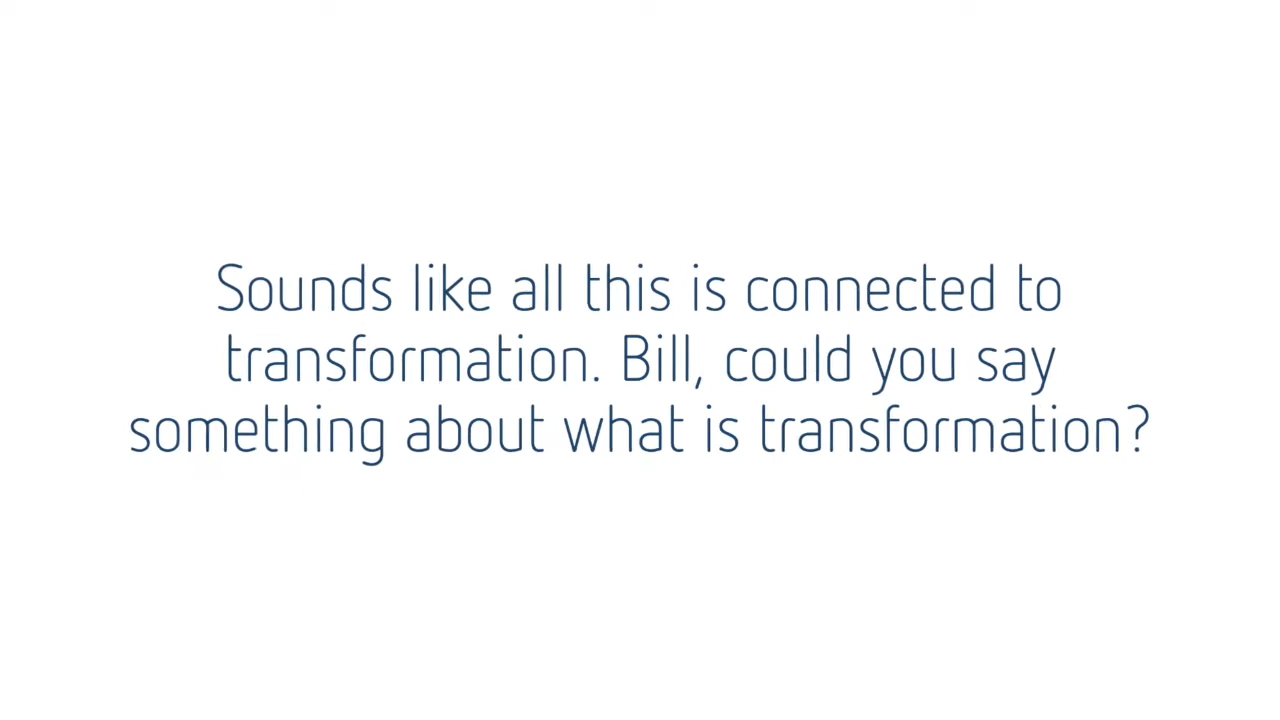 Sounds like all this is connected to
transformation. Bill, could you say
something about what is transformation?